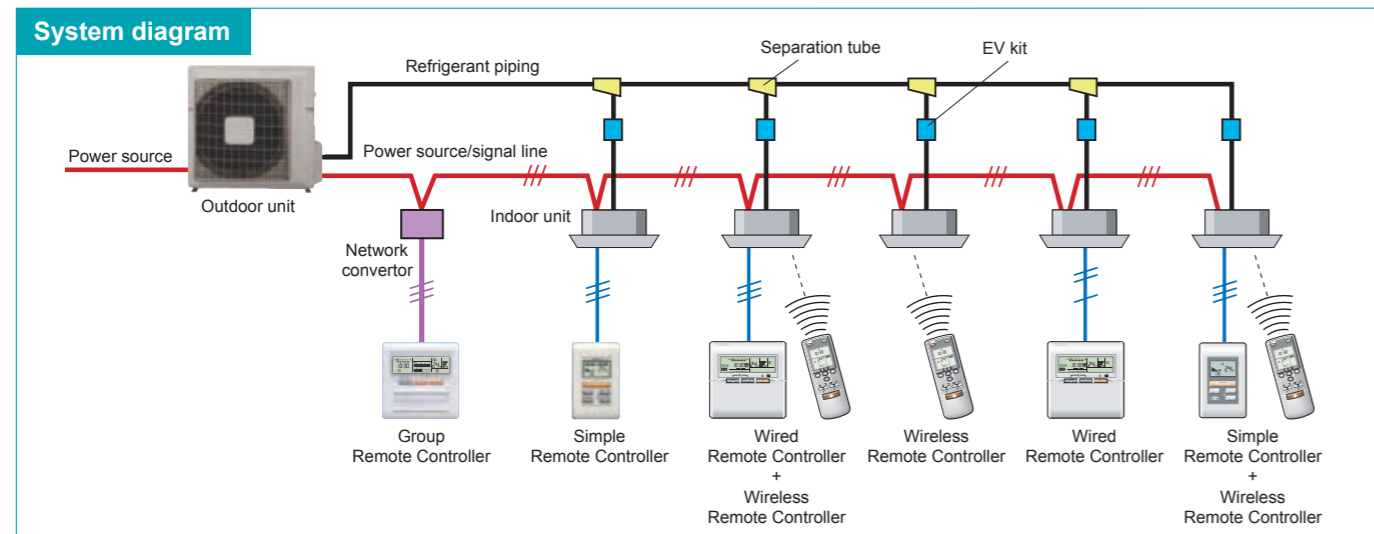 System diagram
Separation tube
EV kit
Refrigerant piping
Power source
Power source/signal line
Outdoor unit
Indoor unit
Network
convertor
Group
Remote Controller
Simple
Remote Controller
Wired
Remote Controller
+
Wireless
Remote Controller
Wireless
Remote Controller
Wired
Remote Controller
Simple
Remote Controller
+
Wireless
Remote Controller